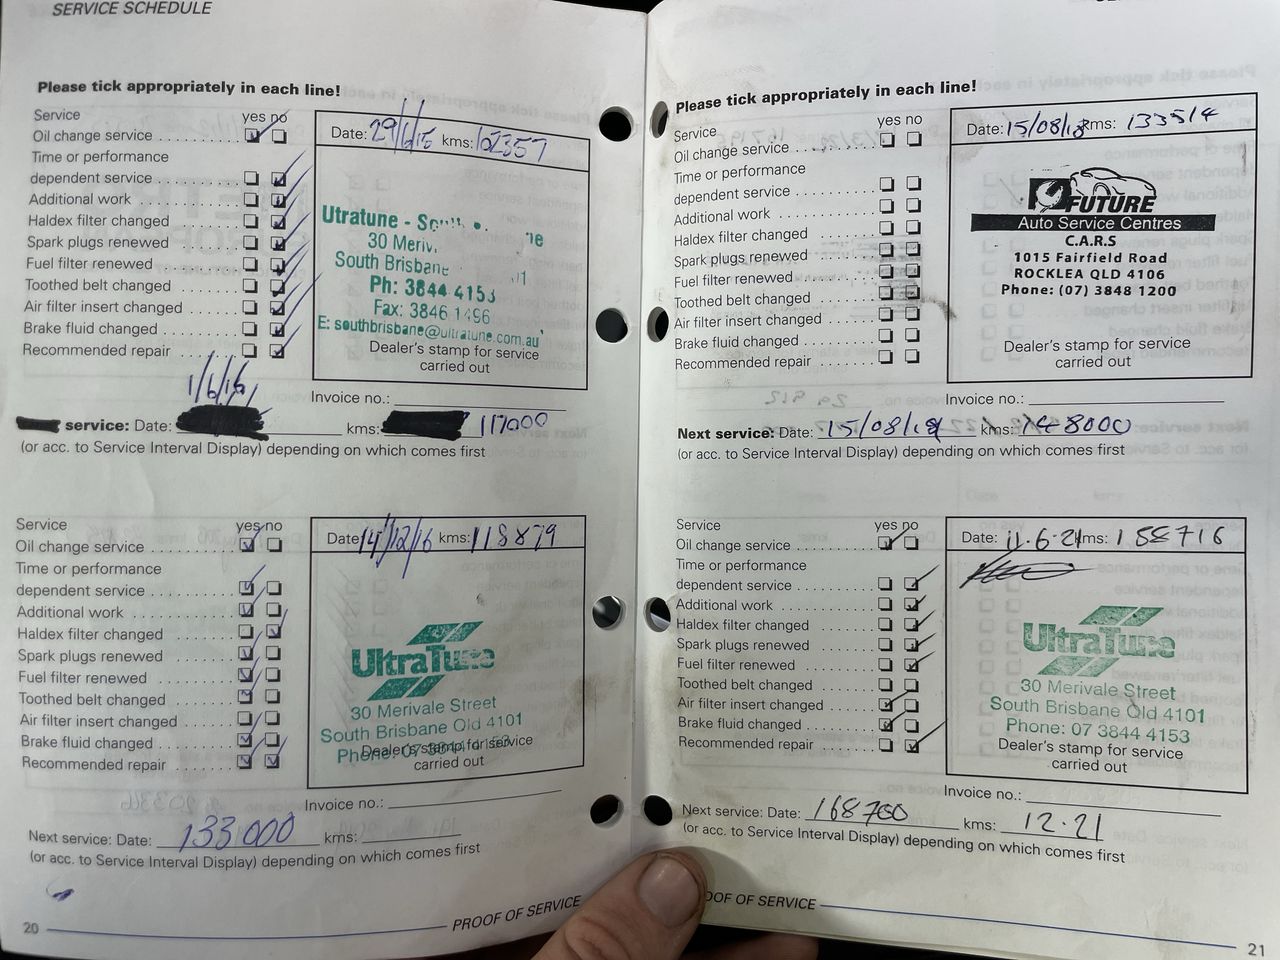 SERVICE SCHEDULE
Please tick appropriately in each line!
Service yes no
Oil change service
Time or performance
dependent service
Additional work
Haldex filter changed
Spark plugs renewed
Fuel filter renewed
Toothed belt changed
Air filter insert changed
Brake fluid changed
Recommended repair
Date: 29/6/15 kms: 102357
Utratune -
30 Meriv
South Brisbane
Ph: 3844 4153
Fax: 3846 1496
E: southbrisbane@ultratune.com.au
Dealer's stamp for service
carried out
Invoice no.:
1/6/16
service: Date: kms: 117000
(or acc. to Service Interval Display) depending on which comes first
Service yes no
Oil change service
Time or performance
dependent service
Additional work
Haldex filter changed
Spark plugs renewed
Fuel filter renewed
Toothed belt changed
Air filter insert changed
Brake fluid changed
Recommended repair
Date 14/12/16 kms: 118879
UltraTune
30 Merivale Street
South Brisbane Qld 4101
Phone: 07 3844 4153
Dealer's stamp for service
carried out
Invoice no.:
Next service: Date: 133000 kms:
(or acc. to Service Interval Display) depending on which comes first
20 PROOF OF SERVICE
Please tick appropriately in each line!
Service yes no
Oil change service
Time or performance
dependent service
Additional work
Haldex filter changed
Spark plugs renewed
Fuel filter renewed
Toothed belt changed
Air filter insert changed
Brake fluid changed
Recommended repair
Date: 15/08/18 kms: 133514
FUTURE
Auto Service Centres
C.A.R.S
1015 Fairfield Road
ROCKLEA QLD 4106
Phone: (07) 3848 1200
Dealer's stamp for service
carried out
Invoice no.:
Next service: Date: 15/08/19 kms: 148000
(or acc. to Service Interval Display) depending on which comes first
Service yes no
Oil change service
Time or performance
dependent service
Additional work
Haldex filter changed
Spark plugs renewed
Fuel filter renewed
Toothed belt changed
Air filter insert changed
Brake fluid changed
Recommended repair
Date: 11.6.21 kms: 158716
UltraTune
30 Merivale Street
South Brisbane Qld 4101
Phone: 07 3844 4153
Dealer's stamp for service
carried out
Invoice no.:
Next service: Date: 168700 kms: 12.21
(or acc. to Service Interval Display) depending on which comes first
OOF OF SERVICE 21